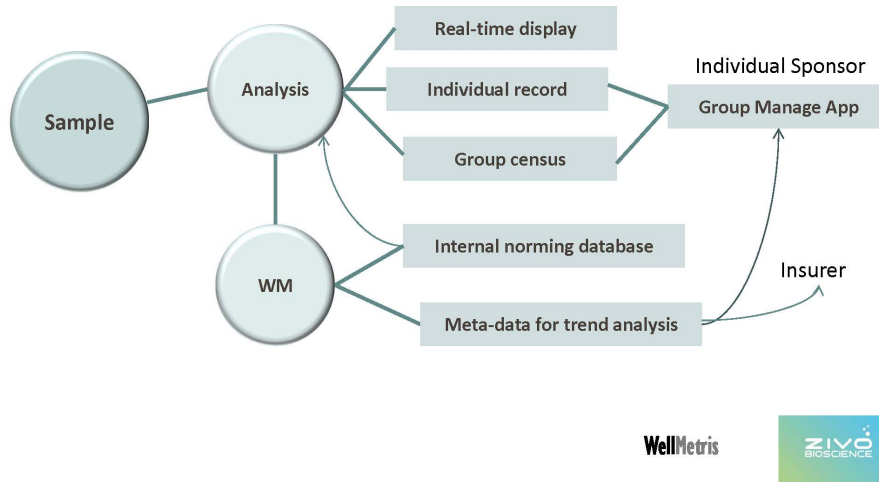 Real-time display
Individual Sponsor
Analysis
Individual record
Group Manage App
Sample
Group census
Internal norming database
Insurer
WM
Meta-data for trend analysis
WellMetris
ZIVO
BIOSCIENCE